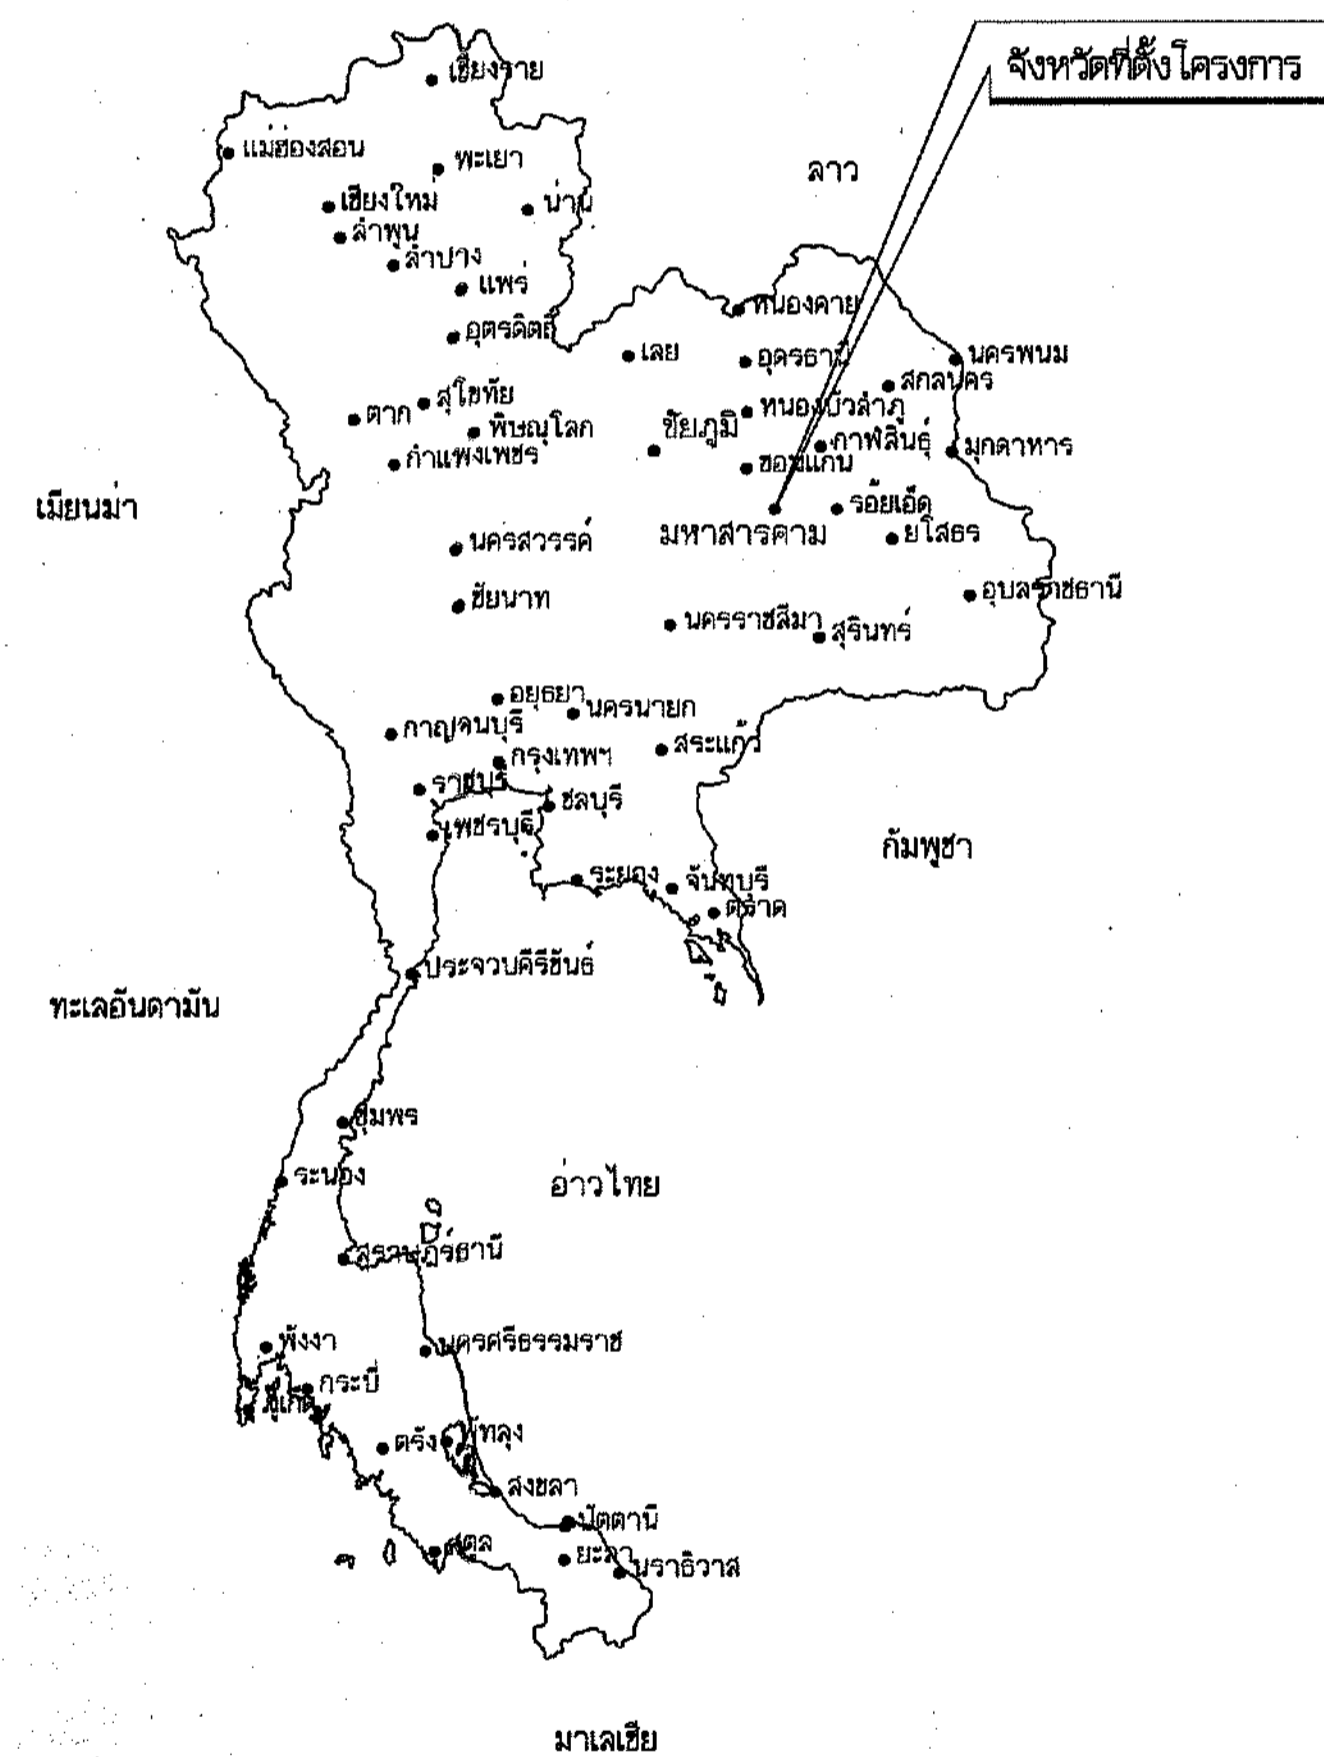 เชียงราย
จังหวัดที่ตั้งโครงการ
แม่ฮ่องสอน
พะเยา
ลาว
เชียงใหม่
น่าน
ลำพูน
ลำปาง
แพร่
หนองคาย
อุตรดิตถ์
เลย
อุดรธานี
นครพนม
สกลนคร
สุโขทัย
ตาก
หนองบัวลำภู
พิษณุโลก
ชัยภูมิ
กาฬสินธุ์
มุกดาหาร
กำแพงเพชร
ขอนแก่น
เมียนม่า
ร้อยเอ็ด
มหาสารคาม
ยโสธร
นครสวรรค์
อุบลราชธานี
ชัยนาท
นครราชสีมา
สุรินทร์
อยุธยา
นครนายก
กาญจนบุรี
สระแก้ว
กรุงเทพฯ
ราชบุรี
ชลบุรี
เพชรบุรี
กัมพูชา
ระยอง
จันทบุรี
ตราด
ประจวบคีรีขันธ์
ทะเลอันดามัน
ชุมพร
ระนอง
อ่าวไทย
สุราษฎร์ธานี
พังงา
นครศรีธรรมราช
กระบี่
ภูเก็ต
ตรัง
พัทลุง
สงขลา
ปัตตานี
สตูล
ยะลา
นราธิวาส
มาเลเซีย